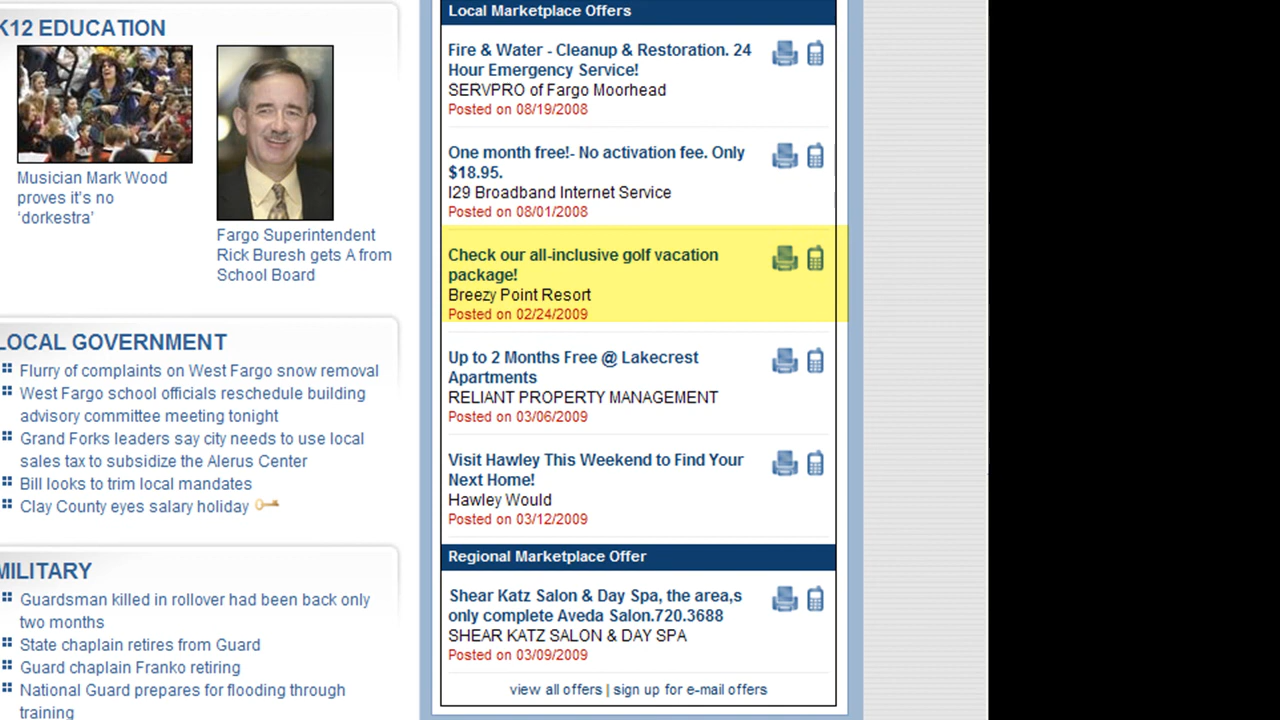 K12 EDUCATION
Musician Mark Wood
proves it's no
‘dorkestra’
Fargo Superintendent
Rick Buresh gets A from
School Board
LOCAL GOVERNMENT
Flurry of complaints on West Fargo snow removal
West Fargo school officials reschedule building
advisory committee meeting tonight
Grand Forks leaders say city needs to use local
sales tax to subsidize the Alerus Center
Bill looks to trim local mandates
Clay County eyes salary holiday
MILITARY
Guardsman killed in rollover had been back only
two months
State chaplain retires from Guard
Guard chaplain Franko retiring
National Guard prepares for flooding through
training
Local Marketplace Offers
Fire & Water - Cleanup & Restoration. 24
Hour Emergency Service!
SERVPRO of Fargo Moorhead
Posted on 08/19/2008
One month free!- No activation fee. Only
$18.95.
I29 Broadband Internet Service
Posted on 08/01/2008
Check our all-inclusive golf vacation
package!
Breezy Point Resort
Posted on 02/24/2009
Up to 2 Months Free @ Lakecrest
Apartments
RELIANT PROPERTY MANAGEMENT
Posted on 03/06/2009
Visit Hawley This Weekend to Find Your
Next Home!
Hawley Would
Posted on 03/12/2009
Regional Marketplace Offer
Shear Katz Salon & Day Spa, the area,s
only complete Aveda Salon.720.3688
SHEAR KATZ SALON & DAY SPA
Posted on 03/09/2009
view all offers | sign up for e-mail offers